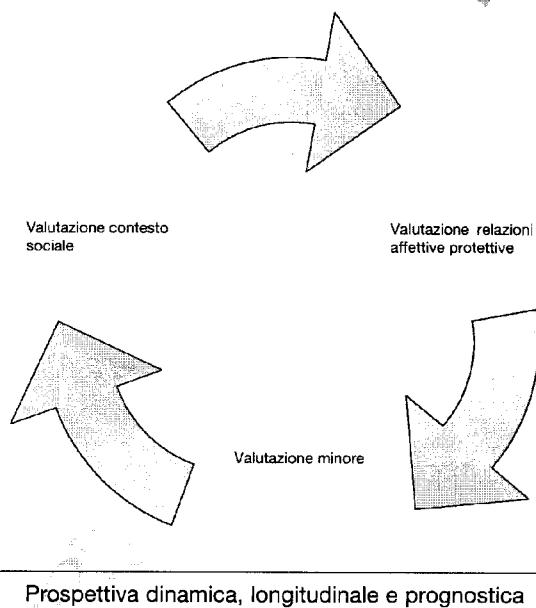 Valutazione contesto
sociale
Valutazione relazioni
affettive protettive
Valutazione minore
Prospettiva dinamica, longitudinale e prognostica